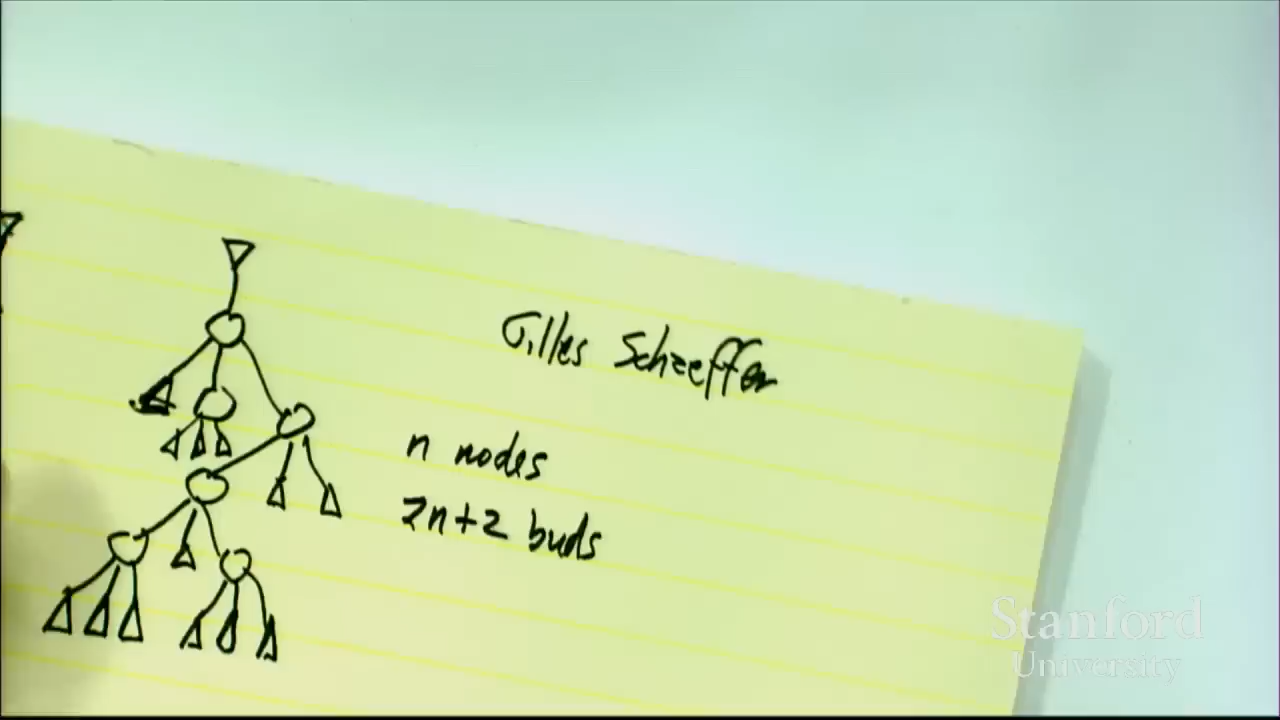 Gilles Schaeffer
n nodes
2n+2 buds
Stanford
University